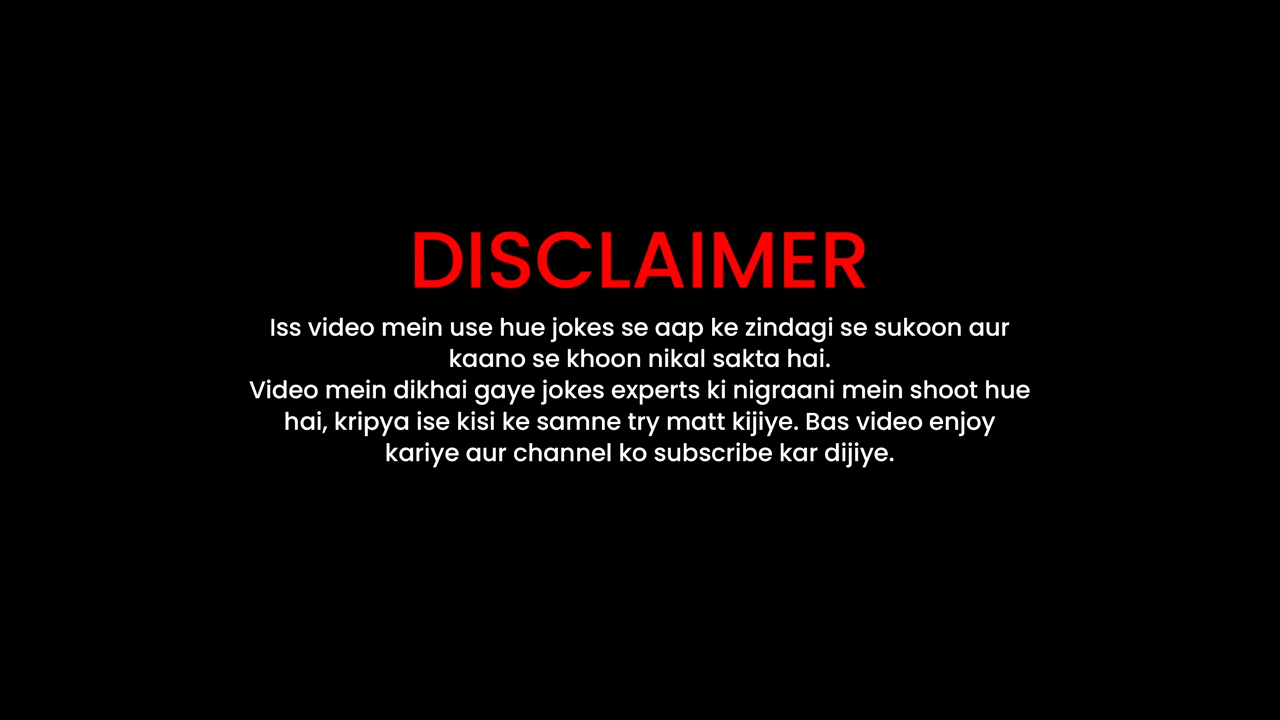 DISCLAIMER
Iss video mein use hue jokes se aap ke zindagi se sukoon aur
kaano se khoon nikal sakta hai.
Video mein dikhai gaye jokes experts ki nigraani mein shoot hue
hai, kripya ise kisi ke samne try matt kijiye. Bas video enjoy
kariye aur channel ko subscribe kar dijiye.